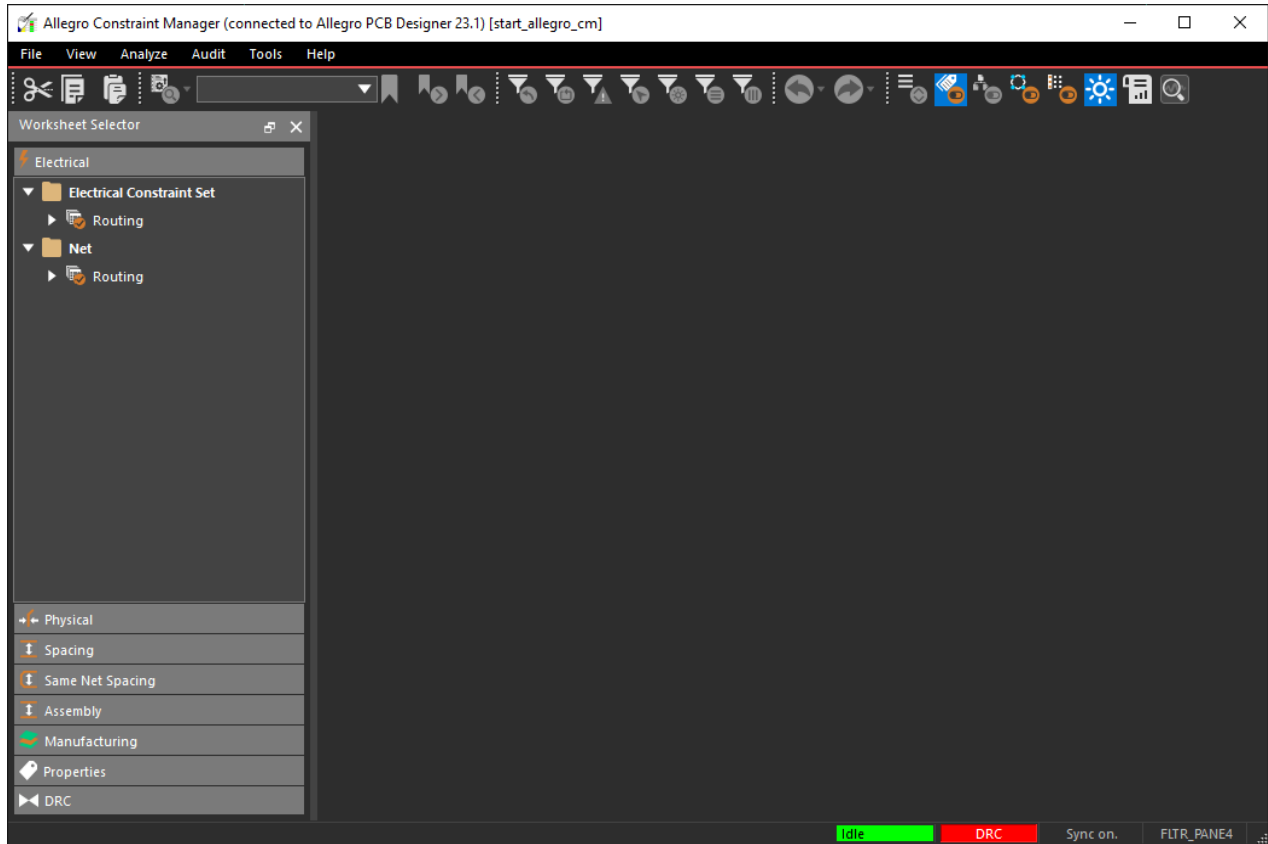 Allegro Constraint Manager (connected to Allegro PCB Designer 23.1) [start_allegro_cm]
File View Analyze Audit Tools Help
Worksheet Selector
Electrical
Electrical Constraint Set
Routing
Net
Routing
Physical
Spacing
Same Net Spacing
Assembly
Manufacturing
Properties
DRC
Idle DRC Sync on. FLTR_PANE4